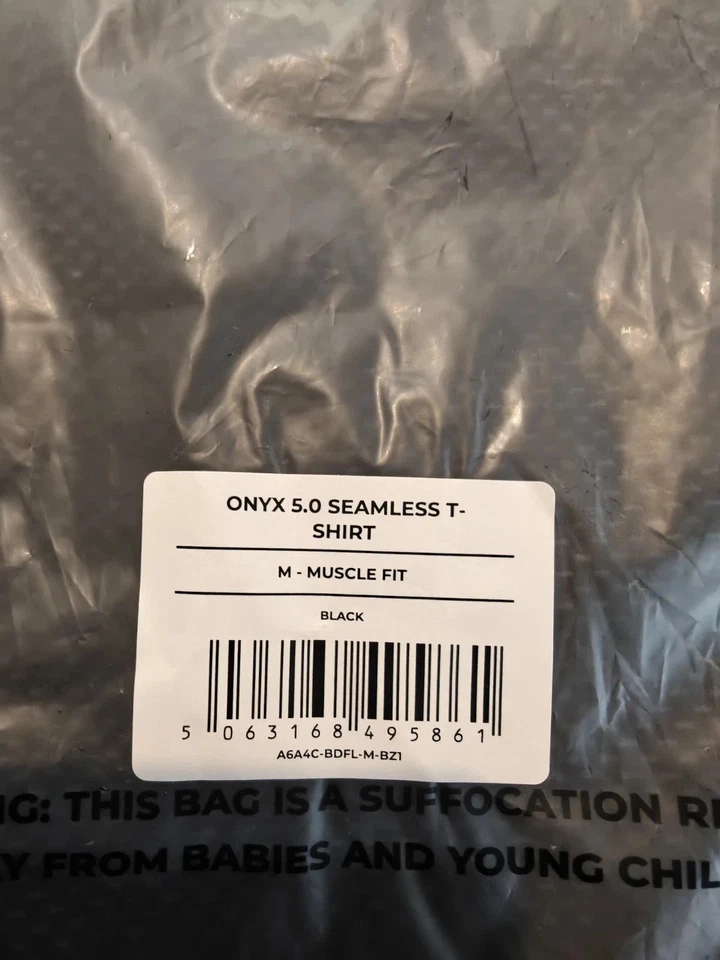 ONYX 5.0 SEAMLESS T-
SHIRT
M - MUSCLE FIT
BLACK
5 063168 495861
A6A4C-BDFL-M-BZ1
G: THIS BAG IS A SUFFOCATION
FROM BABIES AND YOUNG CHIL